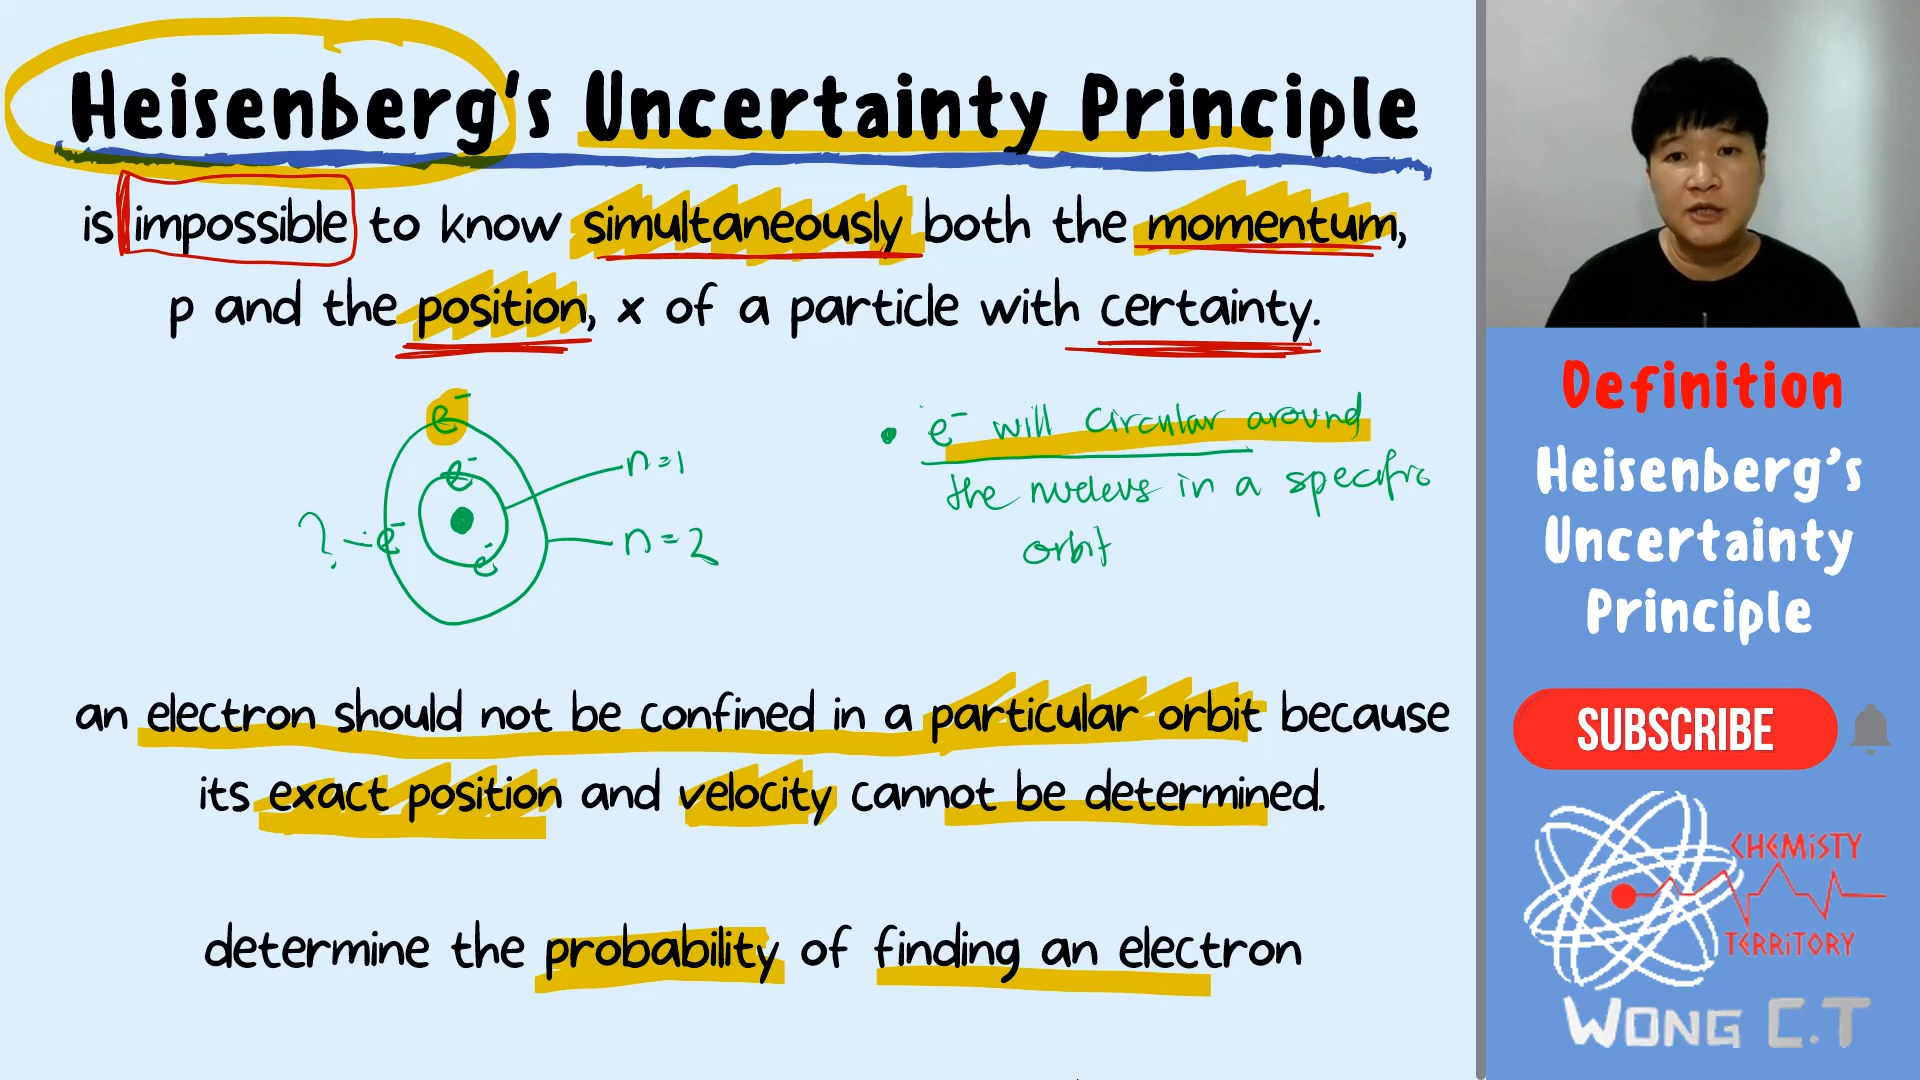 Heisenberg's Uncertainty Principle
is impossible to know simultaneously both the momentum,
p and the position, x of a particle with certainty.
e⁻
e⁻
n=1
? e⁻
e⁻
n=2
• e⁻ will circular around
the nucleus in a specific
orbit
an electron should not be confined in a particular orbit because
its exact position and velocity cannot be determined.
determine the probability of finding an electron
Definition
Heisenberg's
Uncertainty
Principle
SUBSCRIBE
CHEMiSTY
TERRiTORY
WONG C.T